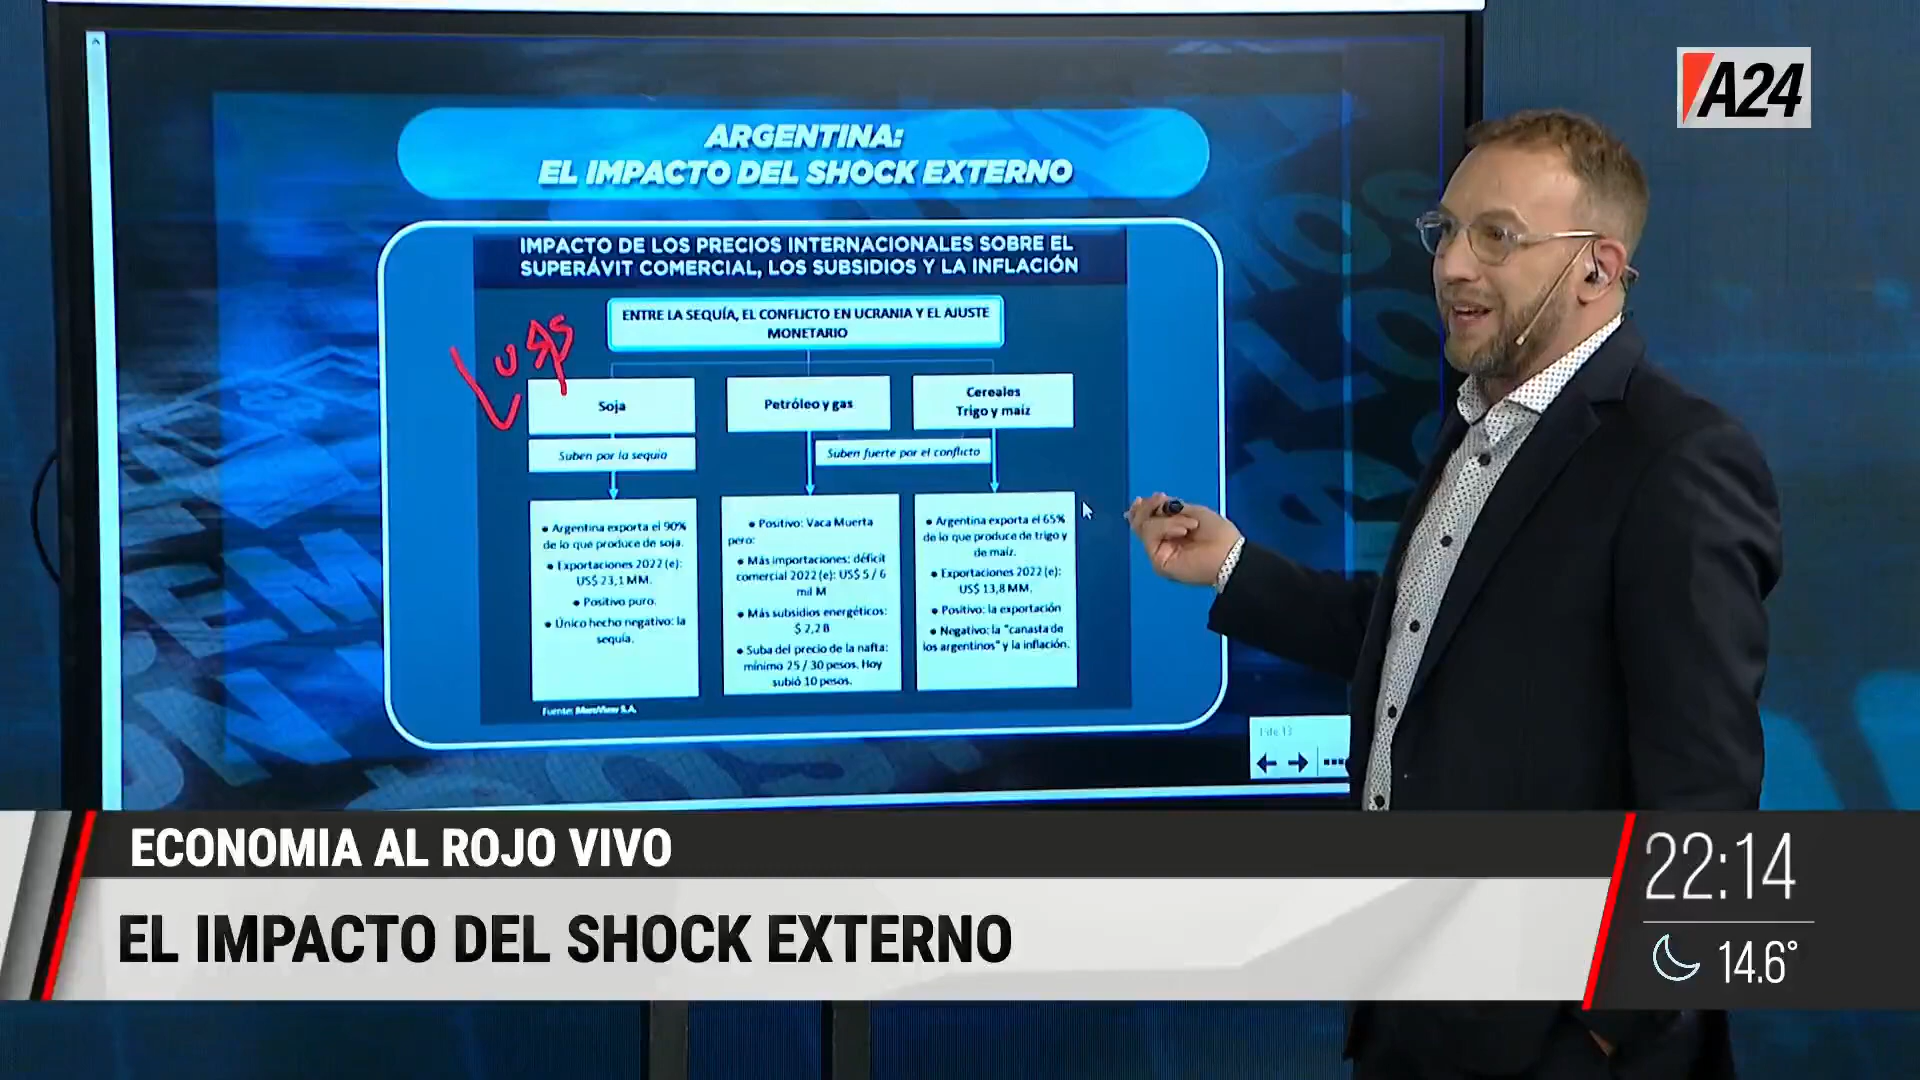 A24
ARGENTINA:
EL IMPACTO DEL SHOCK EXTERNO
IMPACTO DE LOS PRECIOS INTERNACIONALES SOBRE EL
SUPERÁVIT COMERCIAL, LOS SUBSIDIOS Y LA INFLACIÓN
ENTRE LA SEQUÍA, EL CONFLICTO EN UCRANIA Y EL AJUSTE
MONETARIO
Soja
Suben por la sequía
● Argentina exporta el 90%
de lo que produce de soja.
● Exportaciones 2022 (e):
US$ 23,1 MM.
● Positivo puro.
● Único hecho negativo: la
sequía.
Petróleo y gas
Cereales
Trigo y maíz
Suben fuerte por el conflicto
● Positivo: Vaca Muerta
pero:
● Más importaciones: déficit
comercial 2022 (e): US$ 5 / 6
mil M
● Más subsidios energéticos:
$ 2,2 B
● Suba del precio de la nafta:
mínimo 25 / 30 pesos. Hoy
subió 10 pesos.
● Argentina exporta el 65%
de lo que produce de trigo y
de maíz.
● Exportaciones 2022 (e):
US$ 13,8 MM.
● Positivo: la exportación
● Negativo: la "canasta de
los argentinos" y la inflación.
Fuente: MacroView S.A.
ECONOMIA AL ROJO VIVO
EL IMPACTO DEL SHOCK EXTERNO
22:14
14.6°